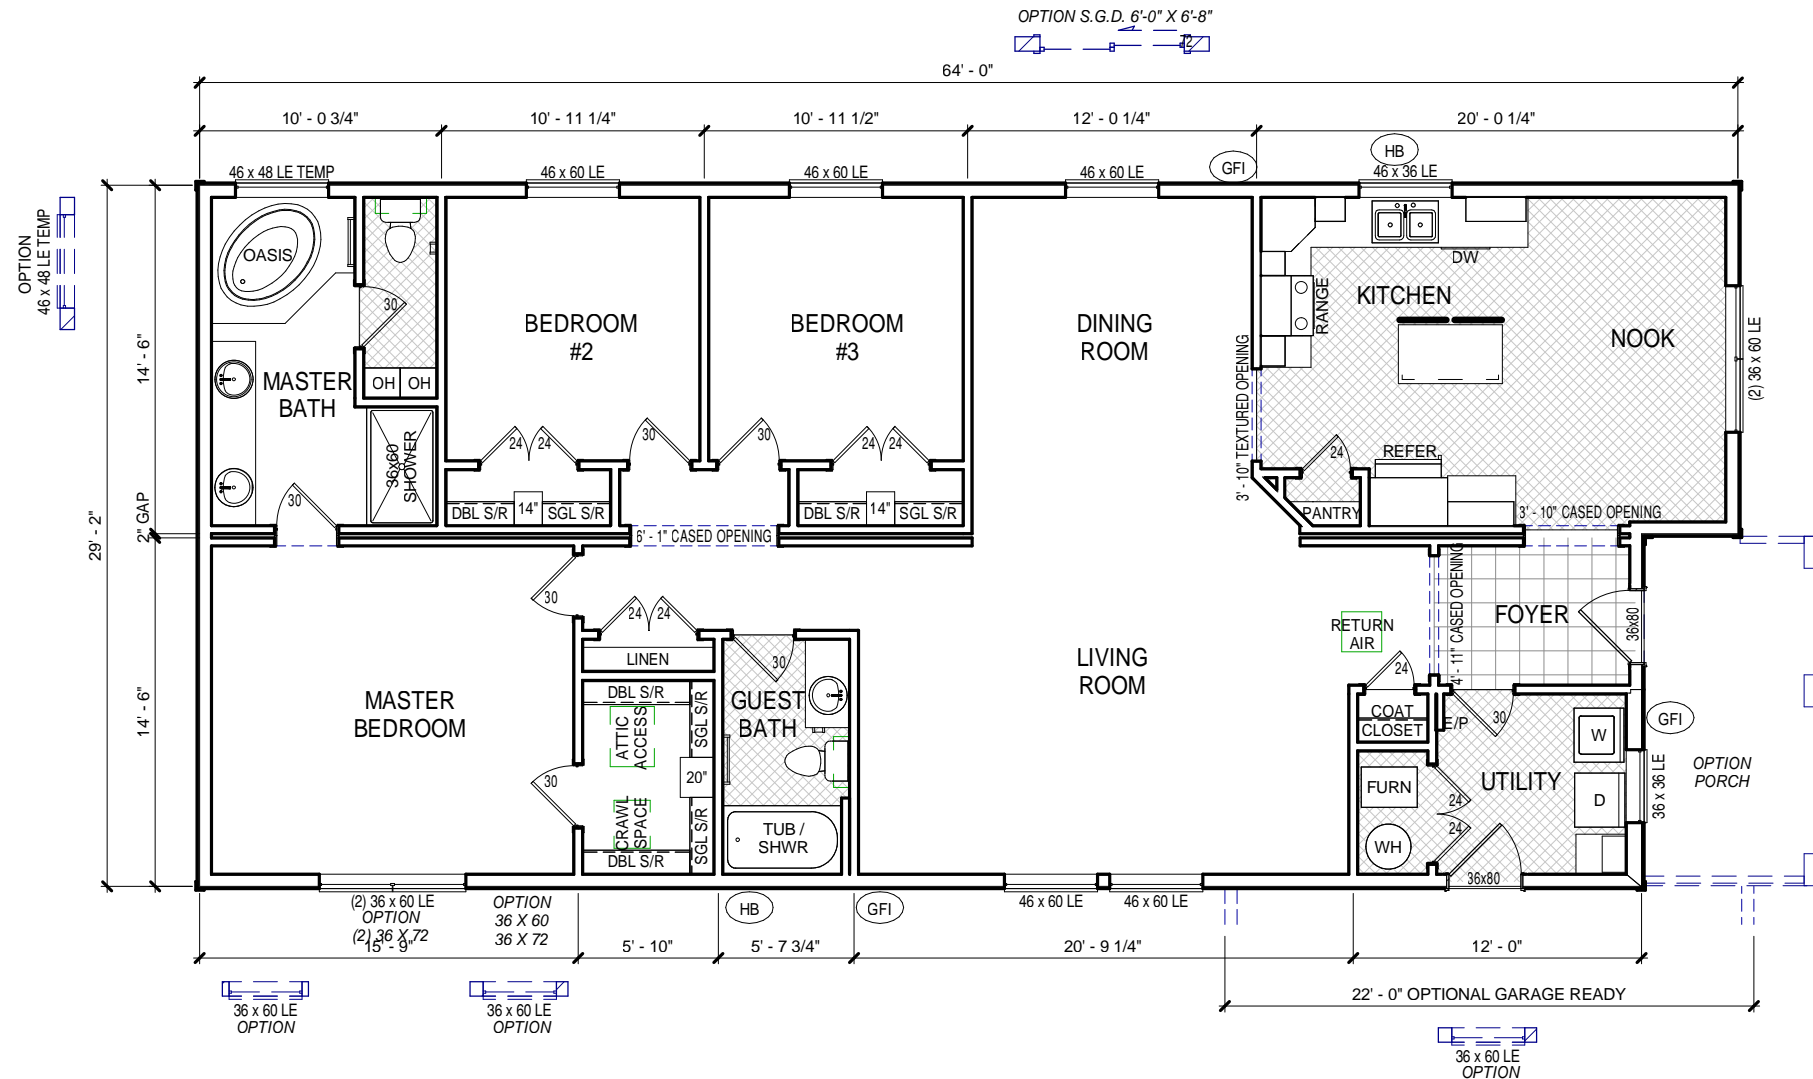 OPTION S.G.D. 6'-0" X 6'-8"
12
64' - 0"
10' - 0 3/4"
10' - 11 1/4"
10' - 11 1/2"
12' - 0 1/4"
20' - 0 1/4"
46 x 48 LE TEMP
46 x 60 LE
46 x 60 LE
46 x 60 LE
GFI
HB
46 x 36 LE
OPTION
46 x 48 LE TEMP
29' - 2"
14' - 6"
2" GAP
14' - 6"
OASIS
30
OH
OH
MASTER
BATH
36x60
SHOWER
30
BEDROOM
#2
24
24
30
DBL S/R
14"
SGL S/R
BEDROOM
#3
30
24
24
DBL S/R
14"
SGL S/R
6' - 1" CASED OPENING
DINING
ROOM
3' - 10" TEXTURED OPENING
RANGE
KITCHEN
DW
NOOK
(2) 36 x 60 LE
24
PANTRY
REFER
3' - 10" CASED OPENING
30
24
24
LINEN
MASTER
BEDROOM
30
DBL S/R
ATTIC
ACCESS
SGL S/R
20"
CRAWL
SPACE
SGL S/R
DBL S/R
30
GUEST
BATH
TUB /
SHWR
LIVING
ROOM
RETURN
AIR
4' - 11" CASED OPENING
FOYER
36x80
24
COAT
CLOSET
E/P
30
W
D
UTILITY
FURN
WH
24
24
36x80
GFI
36 x 36 LE
OPTION
PORCH
(2) 36 x 60 LE
OPTION
(2) 36 X 72
OPTION
36 X 60
36 X 72
HB
GFI
46 x 60 LE
46 x 60 LE
15' - 9"
5' - 10"
5' - 7 3/4"
20' - 9 1/4"
12' - 0"
22' - 0" OPTIONAL GARAGE READY
36 x 60 LE
OPTION
36 x 60 LE
OPTION
36 x 60 LE
OPTION